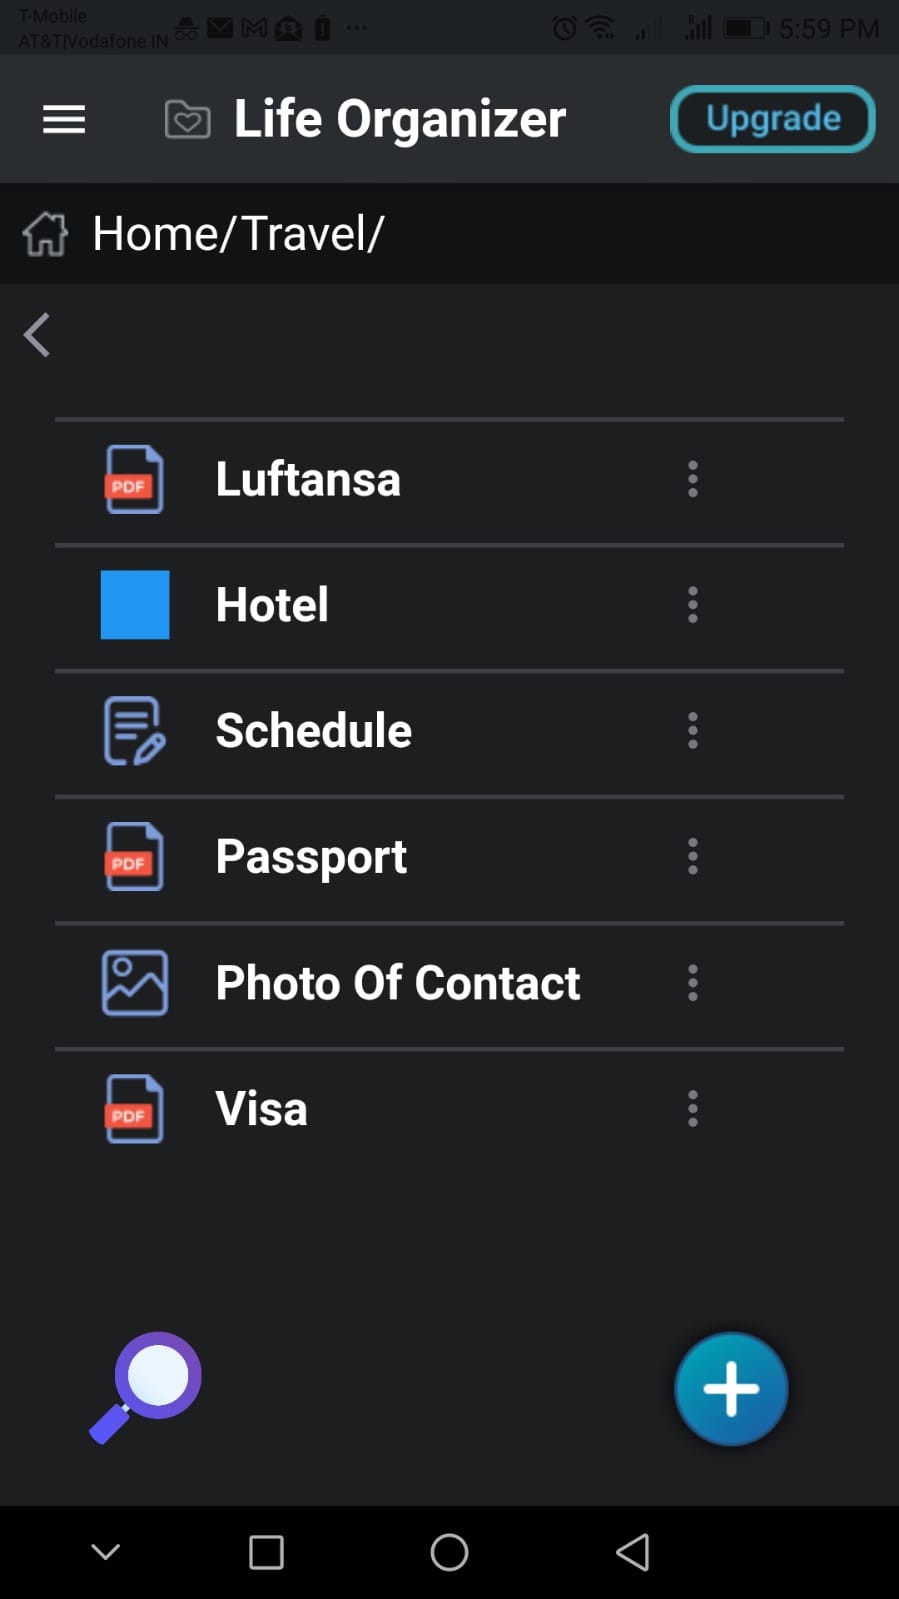 T-Mobile
AT&T|Vodafone IN
5:59 PM
Life Organizer
Upgrade
Home/Travel/
PDF
Luftansa
Hotel
Schedule
PDF
Passport
Photo Of Contact
PDF
Visa